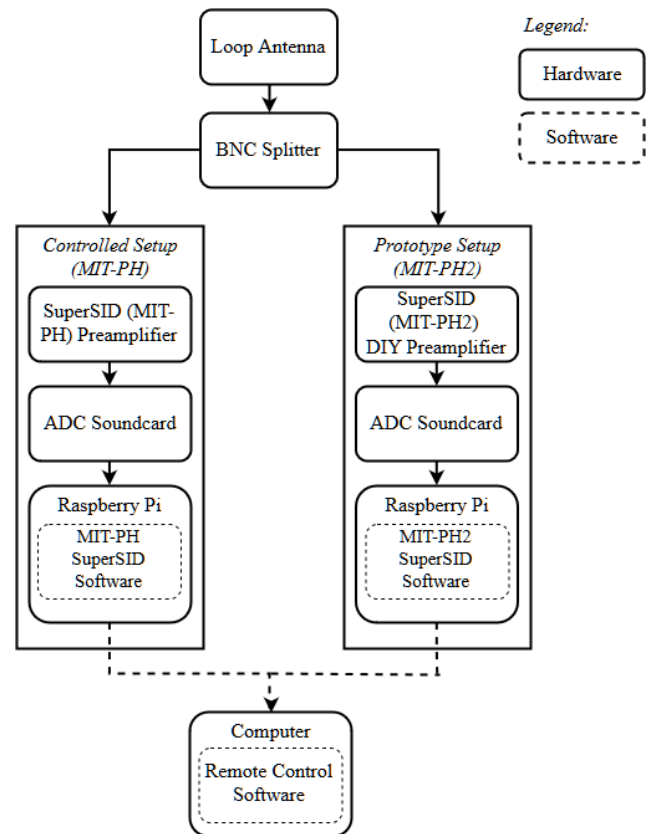 Loop Antenna
Legend:
Hardware
Software
BNC Splitter
Controlled Setup
(MIT-PH)
SuperSID (MIT-
PH) Preamplifier
ADC Soundcard
Raspberry Pi
MIT-PH
SuperSID
Software
Prototype Setup
(MIT-PH2)
SuperSID
(MIT-PH2)
DIY Preamplifier
ADC Soundcard
Raspberry Pi
MIT-PH2
SuperSID
Software
Computer
Remote Control
Software